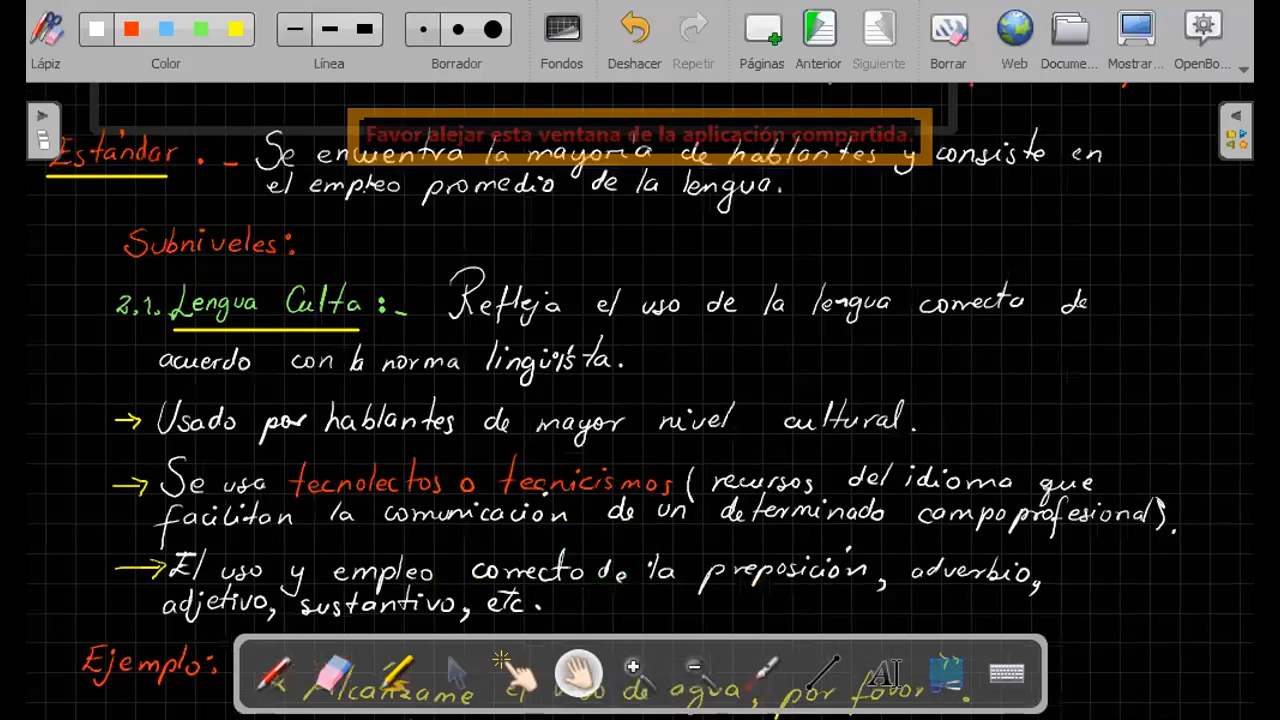 Lápiz Color Línea Borrador Fondos Deshacer Repetir Páginas Anterior Siguiente Borrar Web Docume... Mostrar... OpenBo...
Favor alejar esta ventana de la aplicación compartida.
Estándar . - Se encuentra la mayoría de hablantes y consiste en
el empleo promedio de la lengua.
Subniveles:
2.1. Lengua Culta :- Refleja el uso de la lengua correcta de
acuerdo con la norma lingüísta.
→ Usado por hablantes de mayor nivel cultural.
→ Se usa tecnolectos o tecnicismos ( recursos del idioma que
facilitan la comunicación de un determinado campo profesional).
→ El uso y empleo correcto de la preposición, adverbio,
adjetivo, sustantivo, etc.
Ejemplo:
Alcánzame el vaso de agua, por favor.